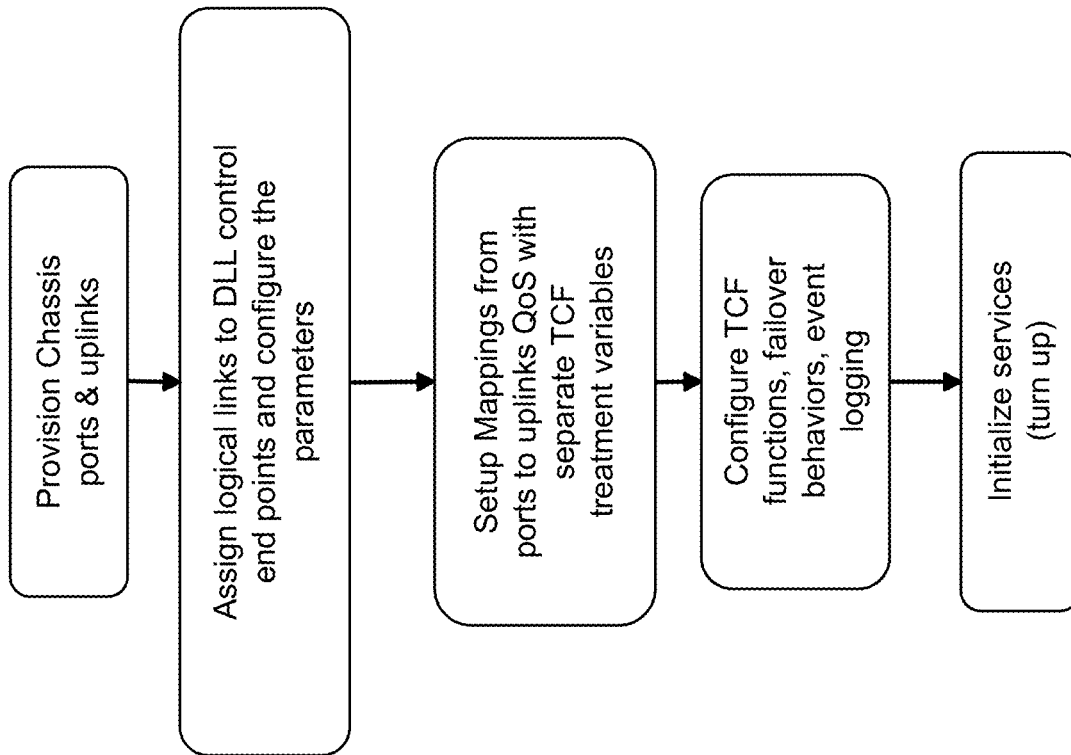 Provision Chassis
ports & uplinks
Assign logical links to DLL control
end points and configure the
parameters
Setup Mappings from
ports to uplinks QoS with
separate TCF
treatment variables
Configure TCF
functions, failover
behaviors, event
logging
Initialize services
(turn up)